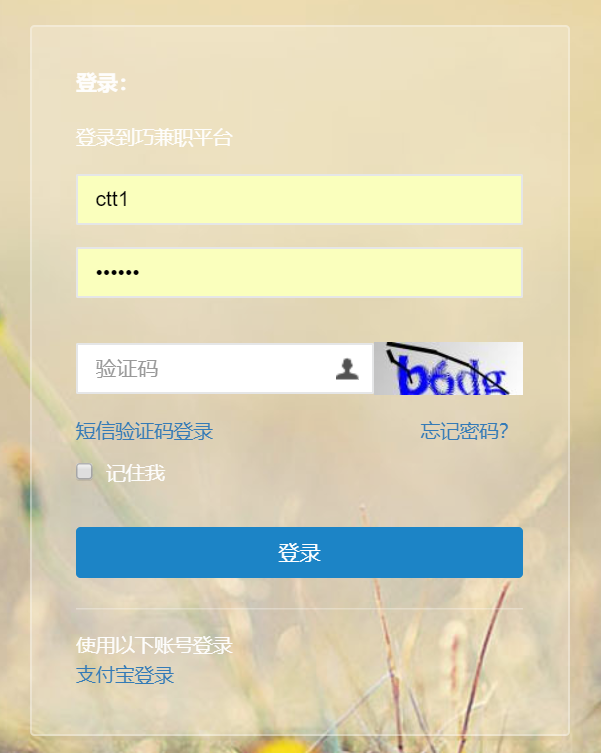 登录：
登录到巧兼职平台
ctt1
••••••
验证码
b6dg
短信验证码登录 忘记密码?
记住我
登录
使用以下账号登录
支付宝登录